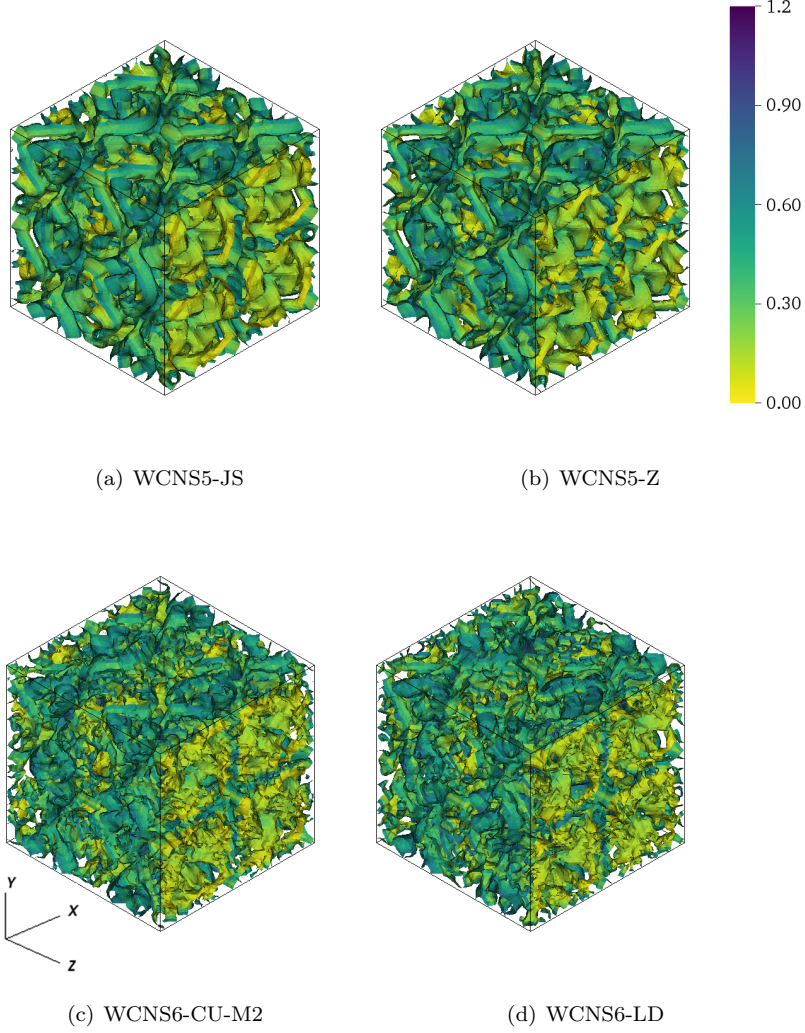 1.2
0.90
0.60
0.30
0.00
(a) WCNS5-JS
(b) WCNS5-Z
Y
X
Z
(c) WCNS6-CU-M2
(d) WCNS6-LD